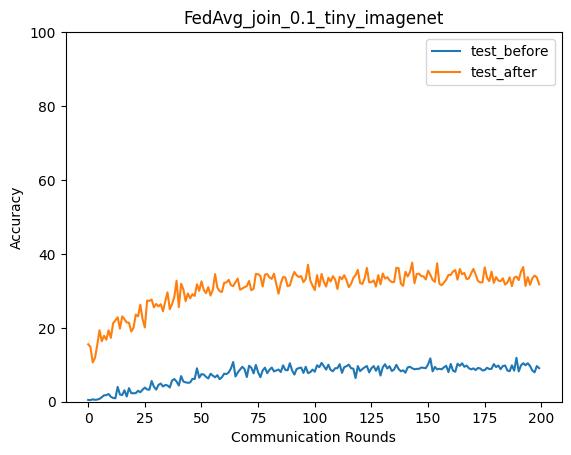 FedAvg_join_0.1_tiny_imagenet
test_before
test_after
100
80
60
40
20
0
Accuracy
0 25 50 75 100 125 150 175 200
Communication Rounds